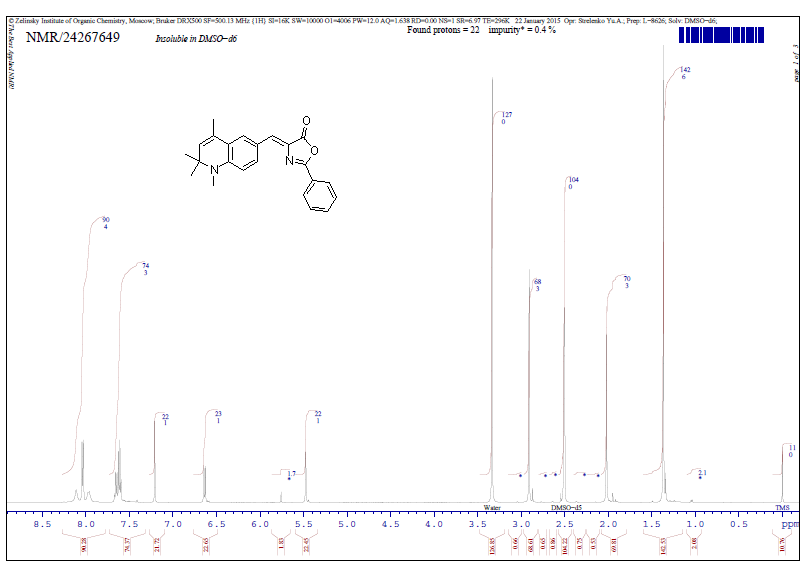 © Zelinsky Institute of Organic Chemistry, Moscow; Bruker DRX500 SF=500.13 MHz {1H} SI=16K SW=10000 O1=4006 PW=12.0 AQ=1.638 RD=0.00 NS=1 SR=6.97 TE=296K 22 January 2015 Opr: Strelenko Yu.A.; Prep: L-8626; Solv: DMSO-d6;
Found protons = 22 impurity* = 0.4 %
NMR/24267649
Insoluble in DMSO-d6
The Best Applied NMR!
page 1 of 3
O
O
N
N
142
6
127
0
104
0
90
4
74
3
68
3
70
3
22
1
23
1
22
1
1.7
*
2.1
*
11
0
Water
DMSO-d5
TMS
8.5 8.0 7.5 7.0 6.5 6.0 5.5 5.0 4.5 4.0 3.5 3.0 2.5 2.0 1.5 1.0 0.5 ppm
90.28 74.37 21.72 22.65 1.83 22.45 126.85 0.66 68.61 0.65 0.86 104.22 0.75 0.53 69.81 142.53 2.08 10.76